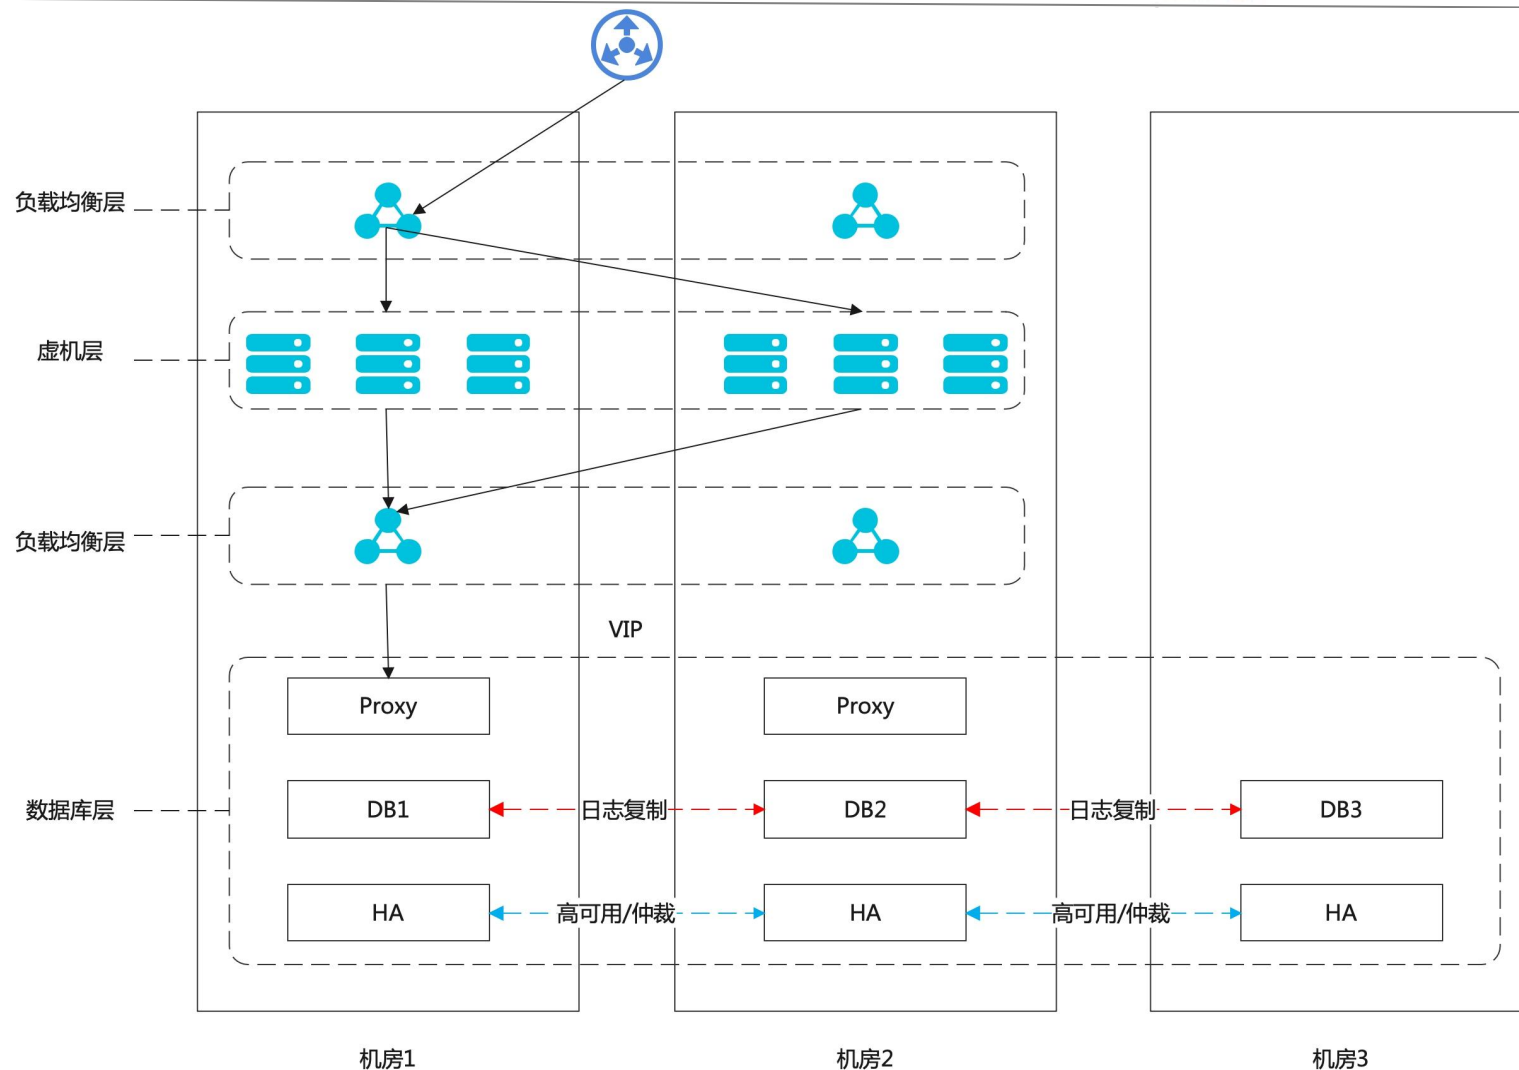 负载均衡层
虚机层
负载均衡层
VIP
Proxy
Proxy
数据库层
DB1
日志复制
DB2
日志复制
DB3
HA
高可用/仲裁
HA
高可用/仲裁
HA
机房1
机房2
机房3